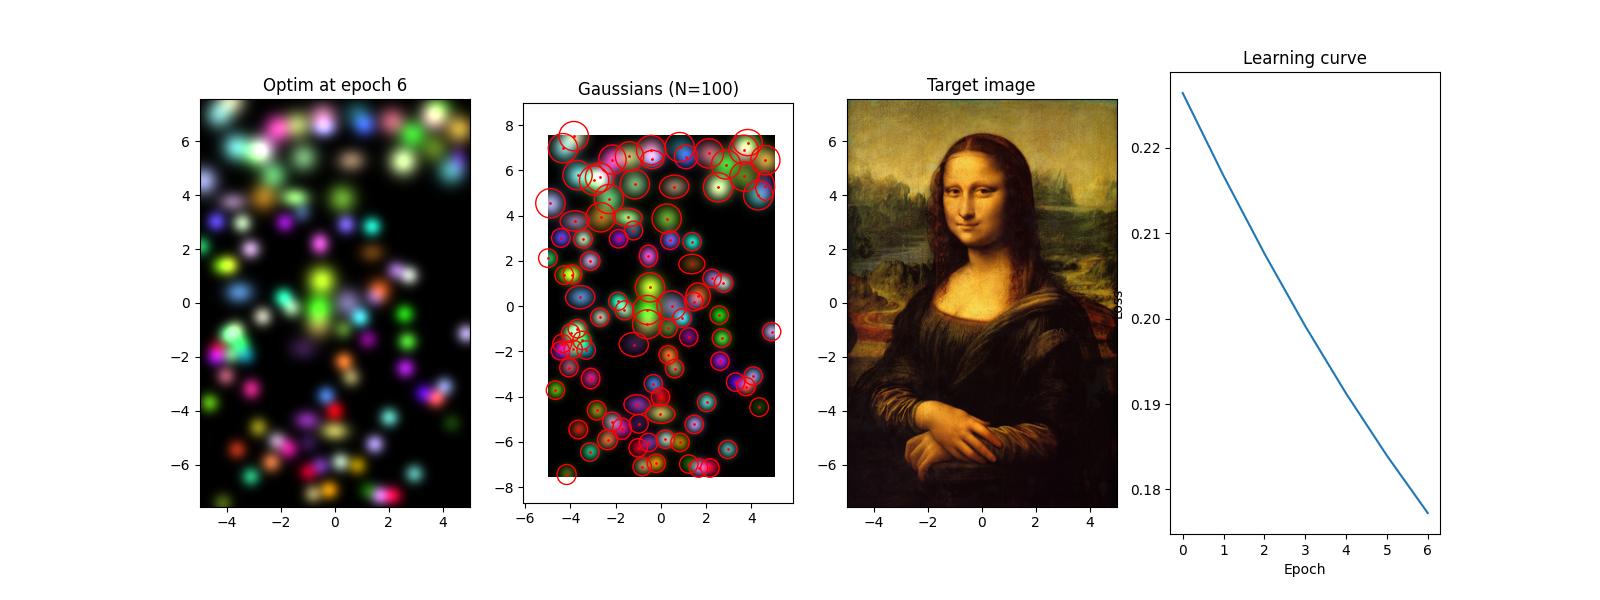 Optim at epoch 6
6
4
2
0
−2
−4
−6
−4 −2 0 2 4
Gaussians (N=100)
8
6
4
2
0
−2
−4
−6
−8
−6 −4 −2 0 2 4
Target image
6
4
2
0
−2
−4
−6
−4 −2 0 2 4
Learning curve
Loss
0.22
0.21
0.20
0.19
0.18
0 1 2 3 4 5 6
Epoch